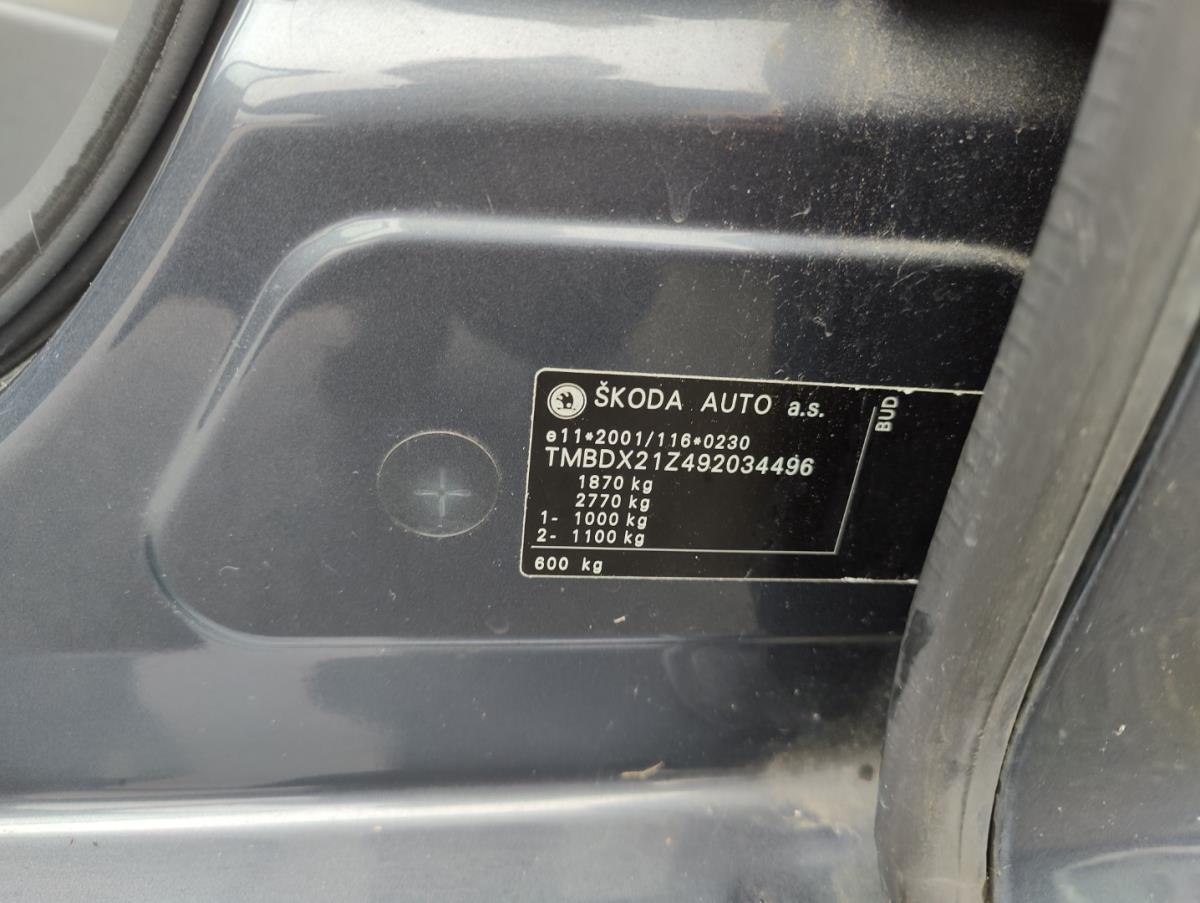 ŠKODA AUTO a.s.
e11*2001/116*0230
TMBDX21Z492034496
1870 kg
2770 kg
1- 1000 kg
2- 1100 kg
600 kg
BUD